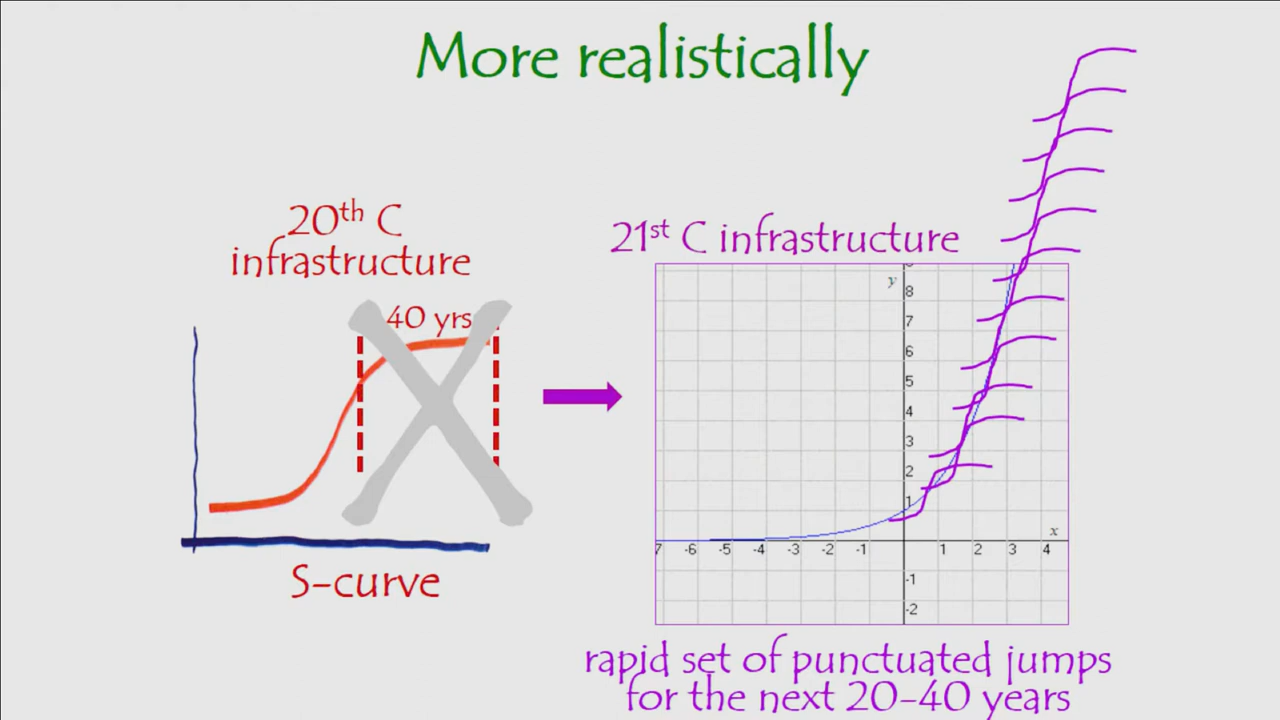 More realistically
20th C
infrastructure
40 yrs
S-curve
21st C infrastructure
y
8
7
6
5
4
3
2
1
7 -6 -5 -4 -3 -2 -1 1 2 3 4 x
-1
-2
rapid set of punctuated jumps
for the next 20-40 years